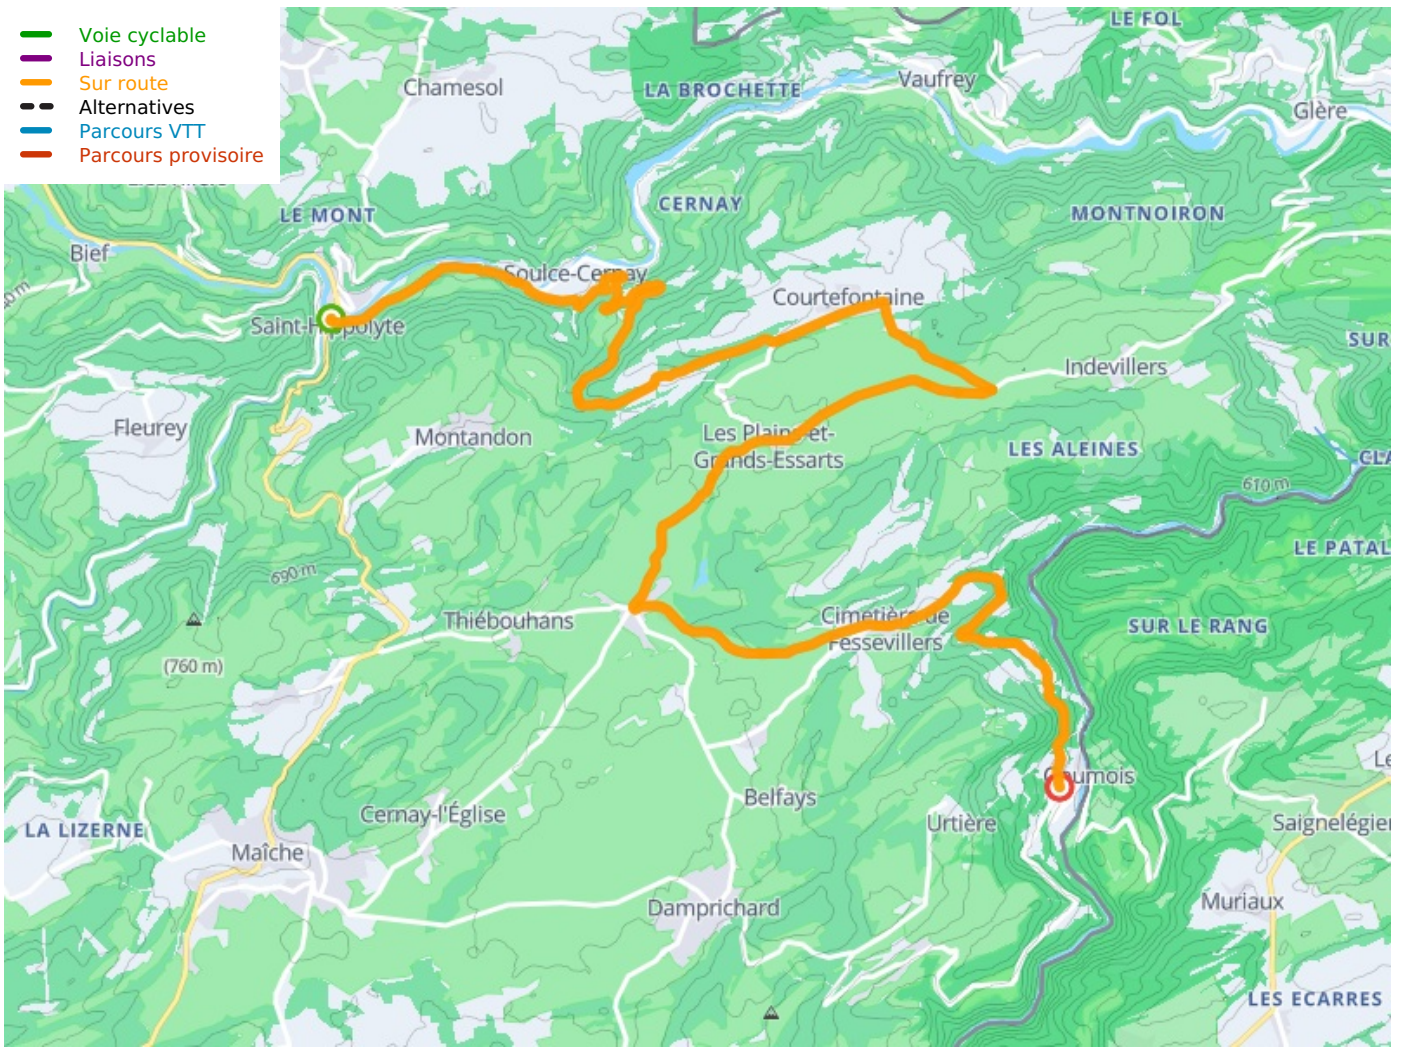 Voie cyclable
Liaisons
Sur route
Alternatives
Parcours VTT
Parcours provisoire
LE FOL
Chamesol
LA BROCHETTE
Vaufrey
Glère
LE MONT
CERNAY
MONTNOIRON
Bief
Soulce-Cernay
Courtefontaine
Saint-Hippolyte
SUR
Indevillers
Fleurey
Montandon
Les Plains-et-
Grands-Essarts
LES ALEINES
CLA
610 m
LE PATAL
690 m
Thiébouhans
Cimetière de
Fessevillers
SUR LE RANG
(760 m)
Goumois
Le
Belfays
Cernay-l'Église
Urtière
Saignelégier
LA LIZERNE
Maîche
Muriaux
Damprichard
LES ECARRES